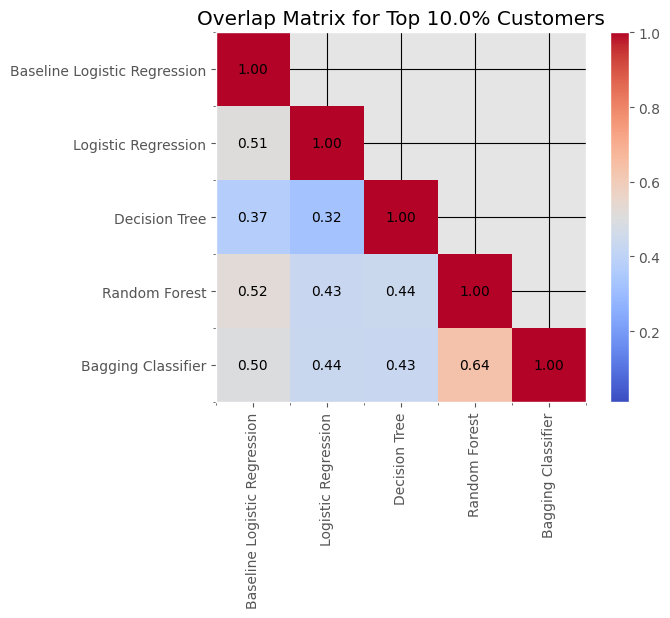 Overlap Matrix for Top 10.0% Customers
Baseline Logistic Regression
1.00
Logistic Regression
0.51 1.00
Decision Tree
0.37 0.32 1.00
Random Forest
0.52 0.43 0.44 1.00
Bagging Classifier
0.50 0.44 0.43 0.64 1.00
Baseline Logistic Regression
Logistic Regression
Decision Tree
Random Forest
Bagging Classifier
1.0
0.8
0.6
0.4
0.2